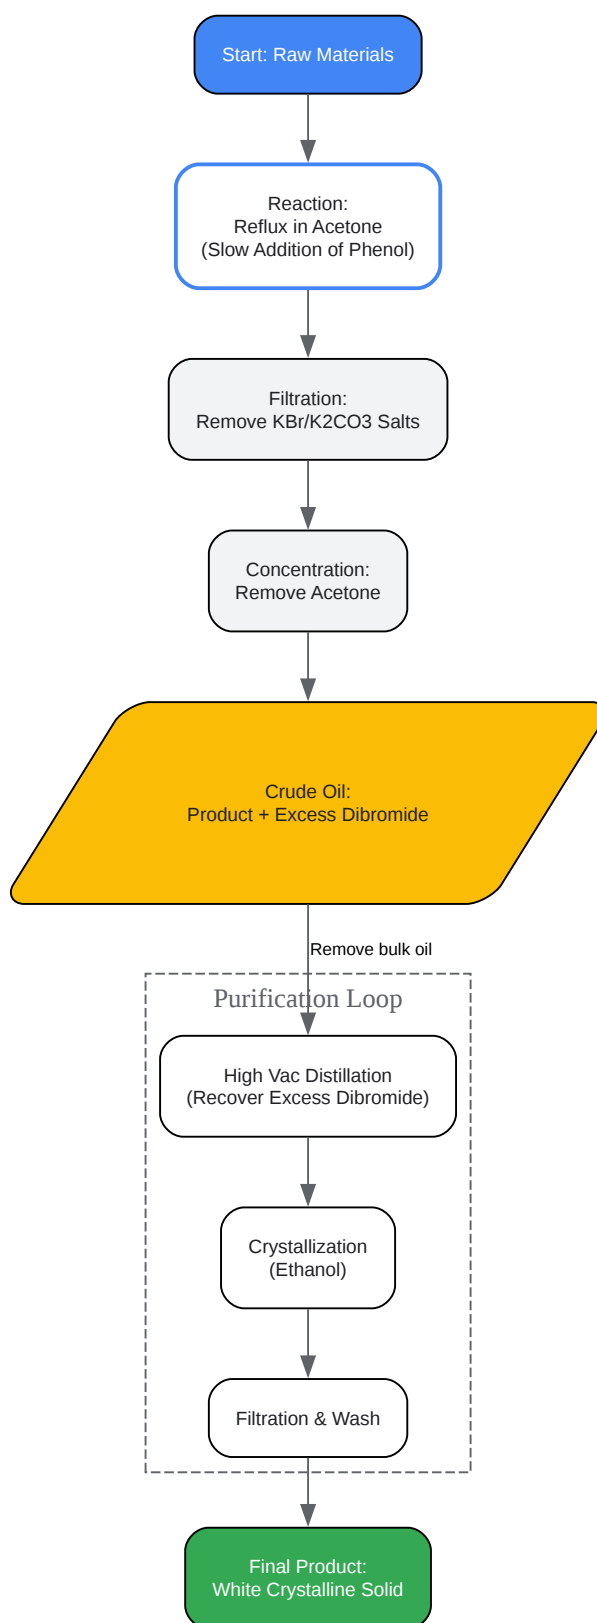 Start: Raw Materials
Reaction:
Reflux in Acetone
(Slow Addition of Phenol)
Filtration:
Remove KBr/K2CO3 Salts
Concentration:
Remove Acetone
Crude Oil:
Product + Excess Dibromide
Remove bulk oil
Purification Loop
High Vac Distillation
(Recover Excess Dibromide)
Crystallization
(Ethanol)
Filtration & Wash
Final Product:
White Crystalline Solid